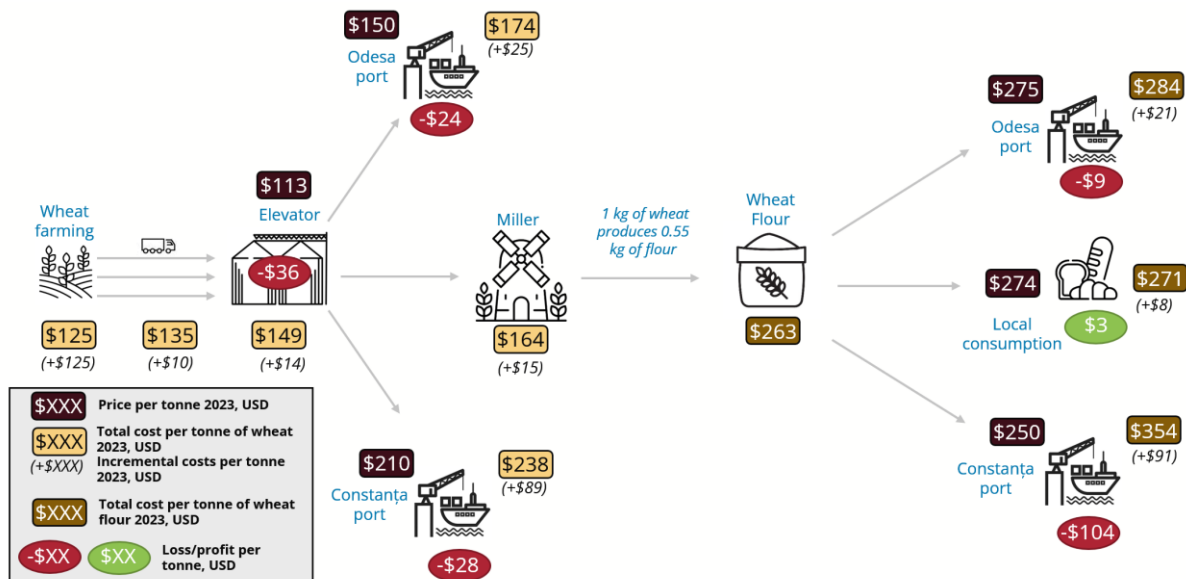 $150
$174
(+$25)
Odesa
port
-$24
$275
$284
(+$21)
Odesa
port
-$9
$113
Elevator
-$36
Wheat
farming
$125
(+$125)
$135
(+$10)
$149
(+$14)
Miller
$164
(+$15)
1 kg of wheat
produces 0.55
kg of flour
Wheat
Flour
$263
$274
$271
(+$8)
Local
consumption
$3
$210
$238
(+$89)
Constanța
port
-$28
$250
$354
(+$91)
Constanța
port
-$104
$XXX
Price per tonne 2023, USD
$XXX
Total cost per tonne of wheat
2023, USD
(+$XXX)
Incremental costs per tonne
2023, USD
$XXX
Total cost per tonne of wheat
flour 2023, USD
-$XX
$XX
Loss/profit per
tonne, USD